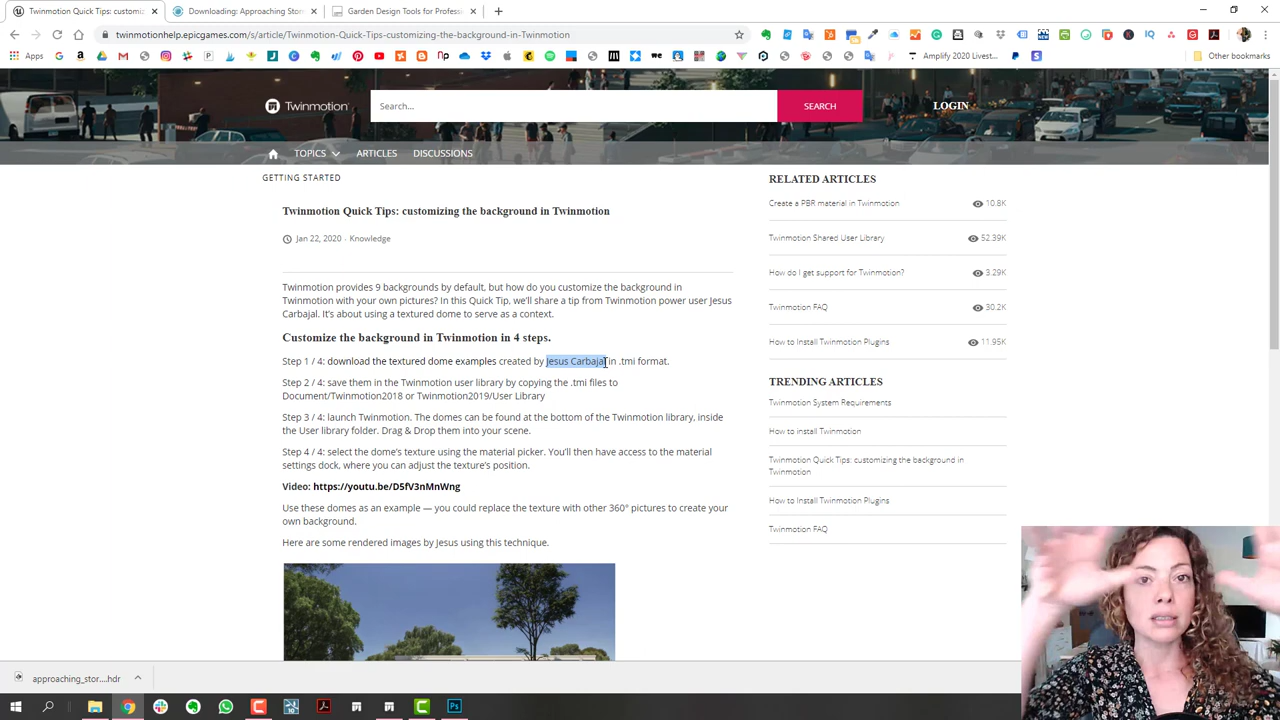 Twinmotion Quick Tips: customiz
Downloading: Approaching Stor
Garden Design Tools for Profess
twinmotionhelp.epicgames.com/s/article/Twinmotion-Quick-Tips-customizing-the-background-in-Twinmotion
Apps
Amplify 2020 Livest...
Other bookmarks
Twinmotion
Search...
SEARCH
LOGIN
TOPICS
ARTICLES
DISCUSSIONS
GETTING STARTED
Twinmotion Quick Tips: customizing the background in Twinmotion
Jan 22, 2020 · Knowledge
Twinmotion provides 9 backgrounds by default, but how do you customize the background in
Twinmotion with your own pictures? In this Quick Tip, we'll share a tip from Twinmotion power user Jesus
Carbajal. It's about using a textured dome to serve as a context.
Customize the background in Twinmotion in 4 steps.
Step 1 / 4: download the textured dome examples created by Jesus Carbajal in .tmi format.
Step 2 / 4: save them in the Twinmotion user library by copying the .tmi files to
Document/Twinmotion2018 or Twinmotion2019/User Library
Step 3 / 4: launch Twinmotion. The domes can be found at the bottom of the Twinmotion library, inside
the User library folder. Drag & Drop them into your scene.
Step 4 / 4: select the dome's texture using the material picker. You'll then have access to the material
settings dock, where you can adjust the texture's position.
Video: https://youtu.be/D5fV3nMnWng
Use these domes as an example — you could replace the texture with other 360° pictures to create your
own background.
Here are some rendered images by Jesus using this technique.
RELATED ARTICLES
Create a PBR material in Twinmotion 10.8K
Twinmotion Shared User Library 52.39K
How do I get support for Twinmotion? 3.29K
Twinmotion FAQ 30.2K
How to Install Twinmotion Plugins 11.95K
TRENDING ARTICLES
Twinmotion System Requirements
How to install Twinmotion
Twinmotion Quick Tips: customizing the background in
Twinmotion
How to Install Twinmotion Plugins
Twinmotion FAQ
approaching_stor....hdr